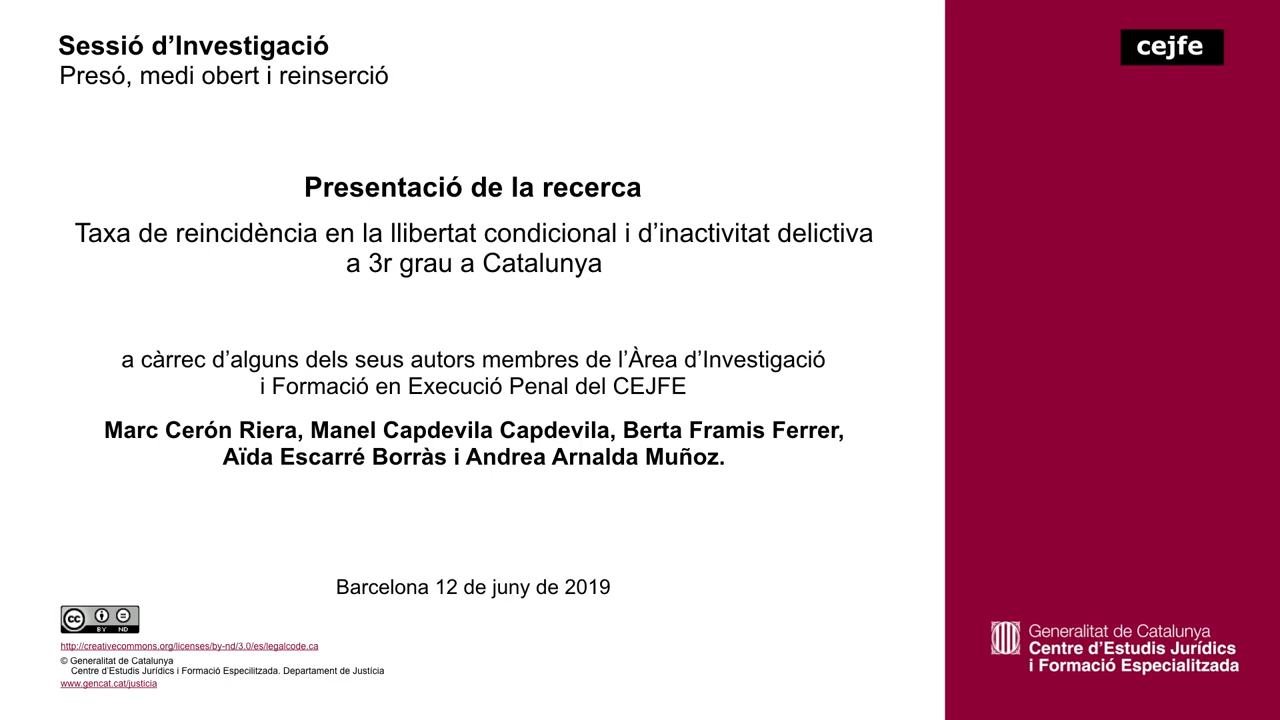 Sessió d’Investigació
Presó, medi obert i reinserció
cejfe
Presentació de la recerca
Taxa de reincidència en la llibertat condicional i d’inactivitat delictiva
a 3r grau a Catalunya
a càrrec d’alguns dels seus autors membres de l’Àrea d’Investigació
i Formació en Execució Penal del CEJFE
Marc Cerón Riera, Manel Capdevila Capdevila, Berta Framis Ferrer,
Aïda Escarré Borràs i Andrea Arnalda Muñoz.
Barcelona 12 de juny de 2019
cc BY ND
http://creativecommons.org/licenses/by-nd/3.0/es/legalcode.ca
© Generalitat de Catalunya
Centre d’Estudis Jurídics i Formació Especilitzada. Departament de Justícia
www.gencat.cat/justicia
Generalitat de Catalunya
Centre d’Estudis Jurídics
i Formació Especialitzada